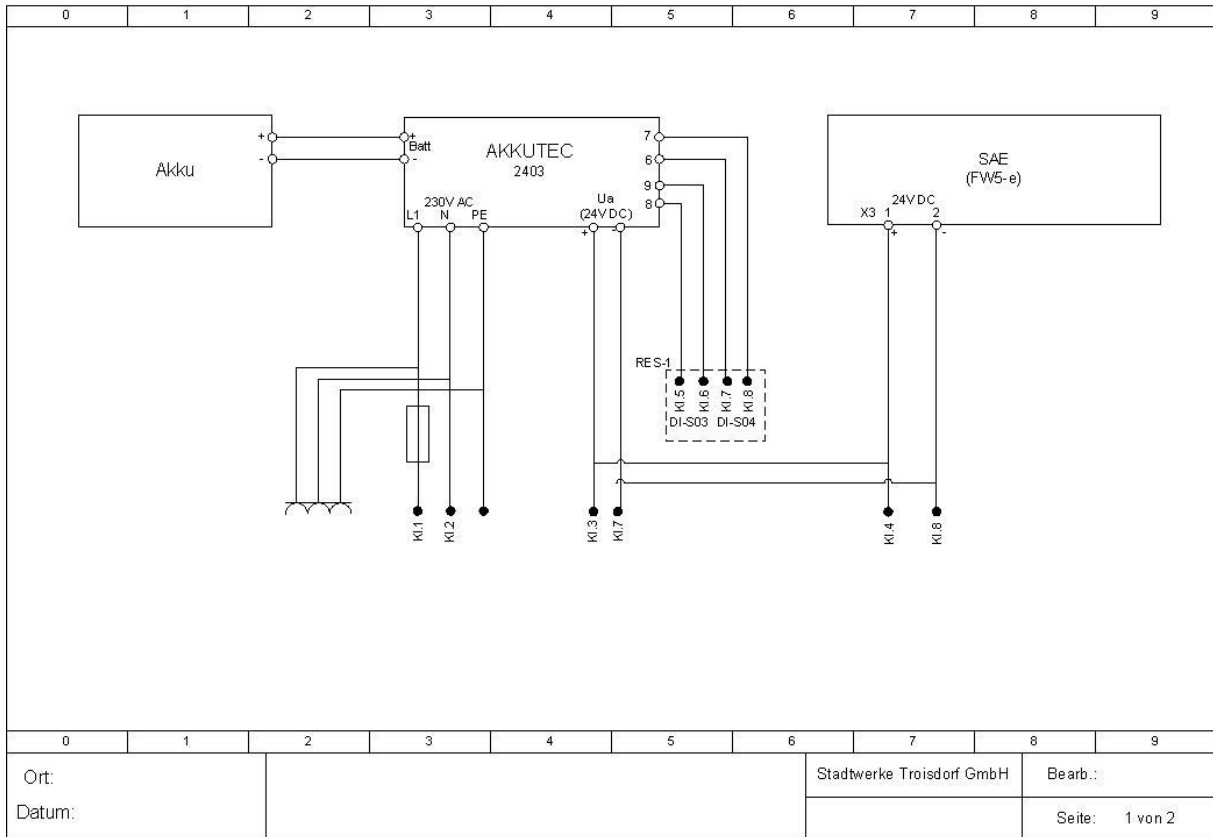 0 1 2 3 4 5 6 7 8 9
Akku
+
-
+
Batt
-
AKKUTEC
2403
7
6
9
8
230V AC
L1 N PE
Ua
(24V DC)
+ -
SAE
(FW5-e)
24V DC
X3 1 2
+ -
RES-1
Kl.5 Kl.6 Kl.7 Kl.8
DI-S03 DI-S04
Kl.1 Kl.2 Kl.3 Kl.7 Kl.4 Kl.8
0 1 2 3 4 5 6 7 8 9
Ort:
Datum:
Stadtwerke Troisdorf GmbH
Bearb.:
Seite: 1 von 2